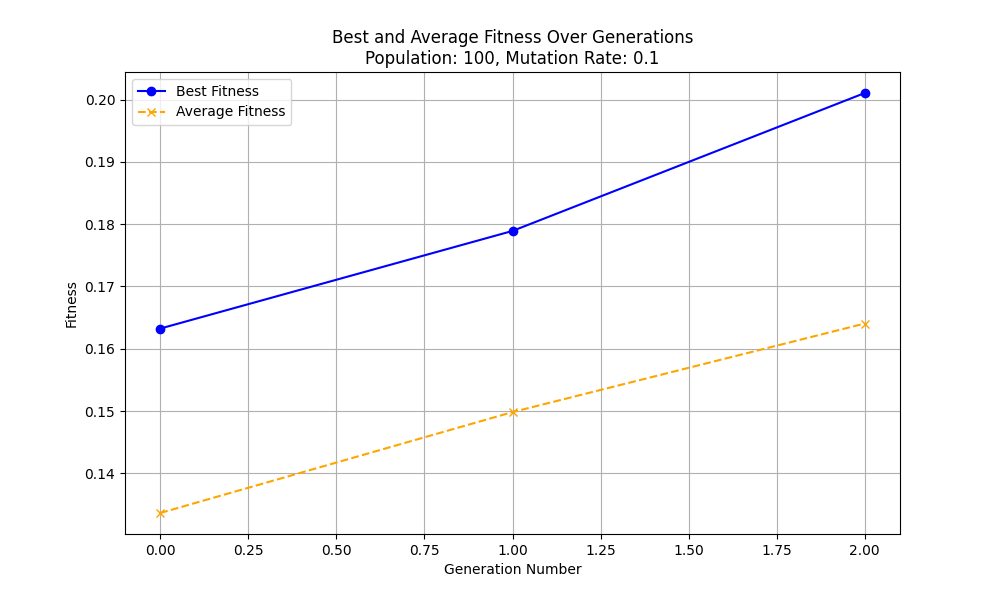 Best and Average Fitness Over Generations
Population: 100, Mutation Rate: 0.1
Best Fitness
Average Fitness
Fitness
0.20
0.19
0.18
0.17
0.16
0.15
0.14
0.00 0.25 0.50 0.75 1.00 1.25 1.50 1.75 2.00
Generation Number